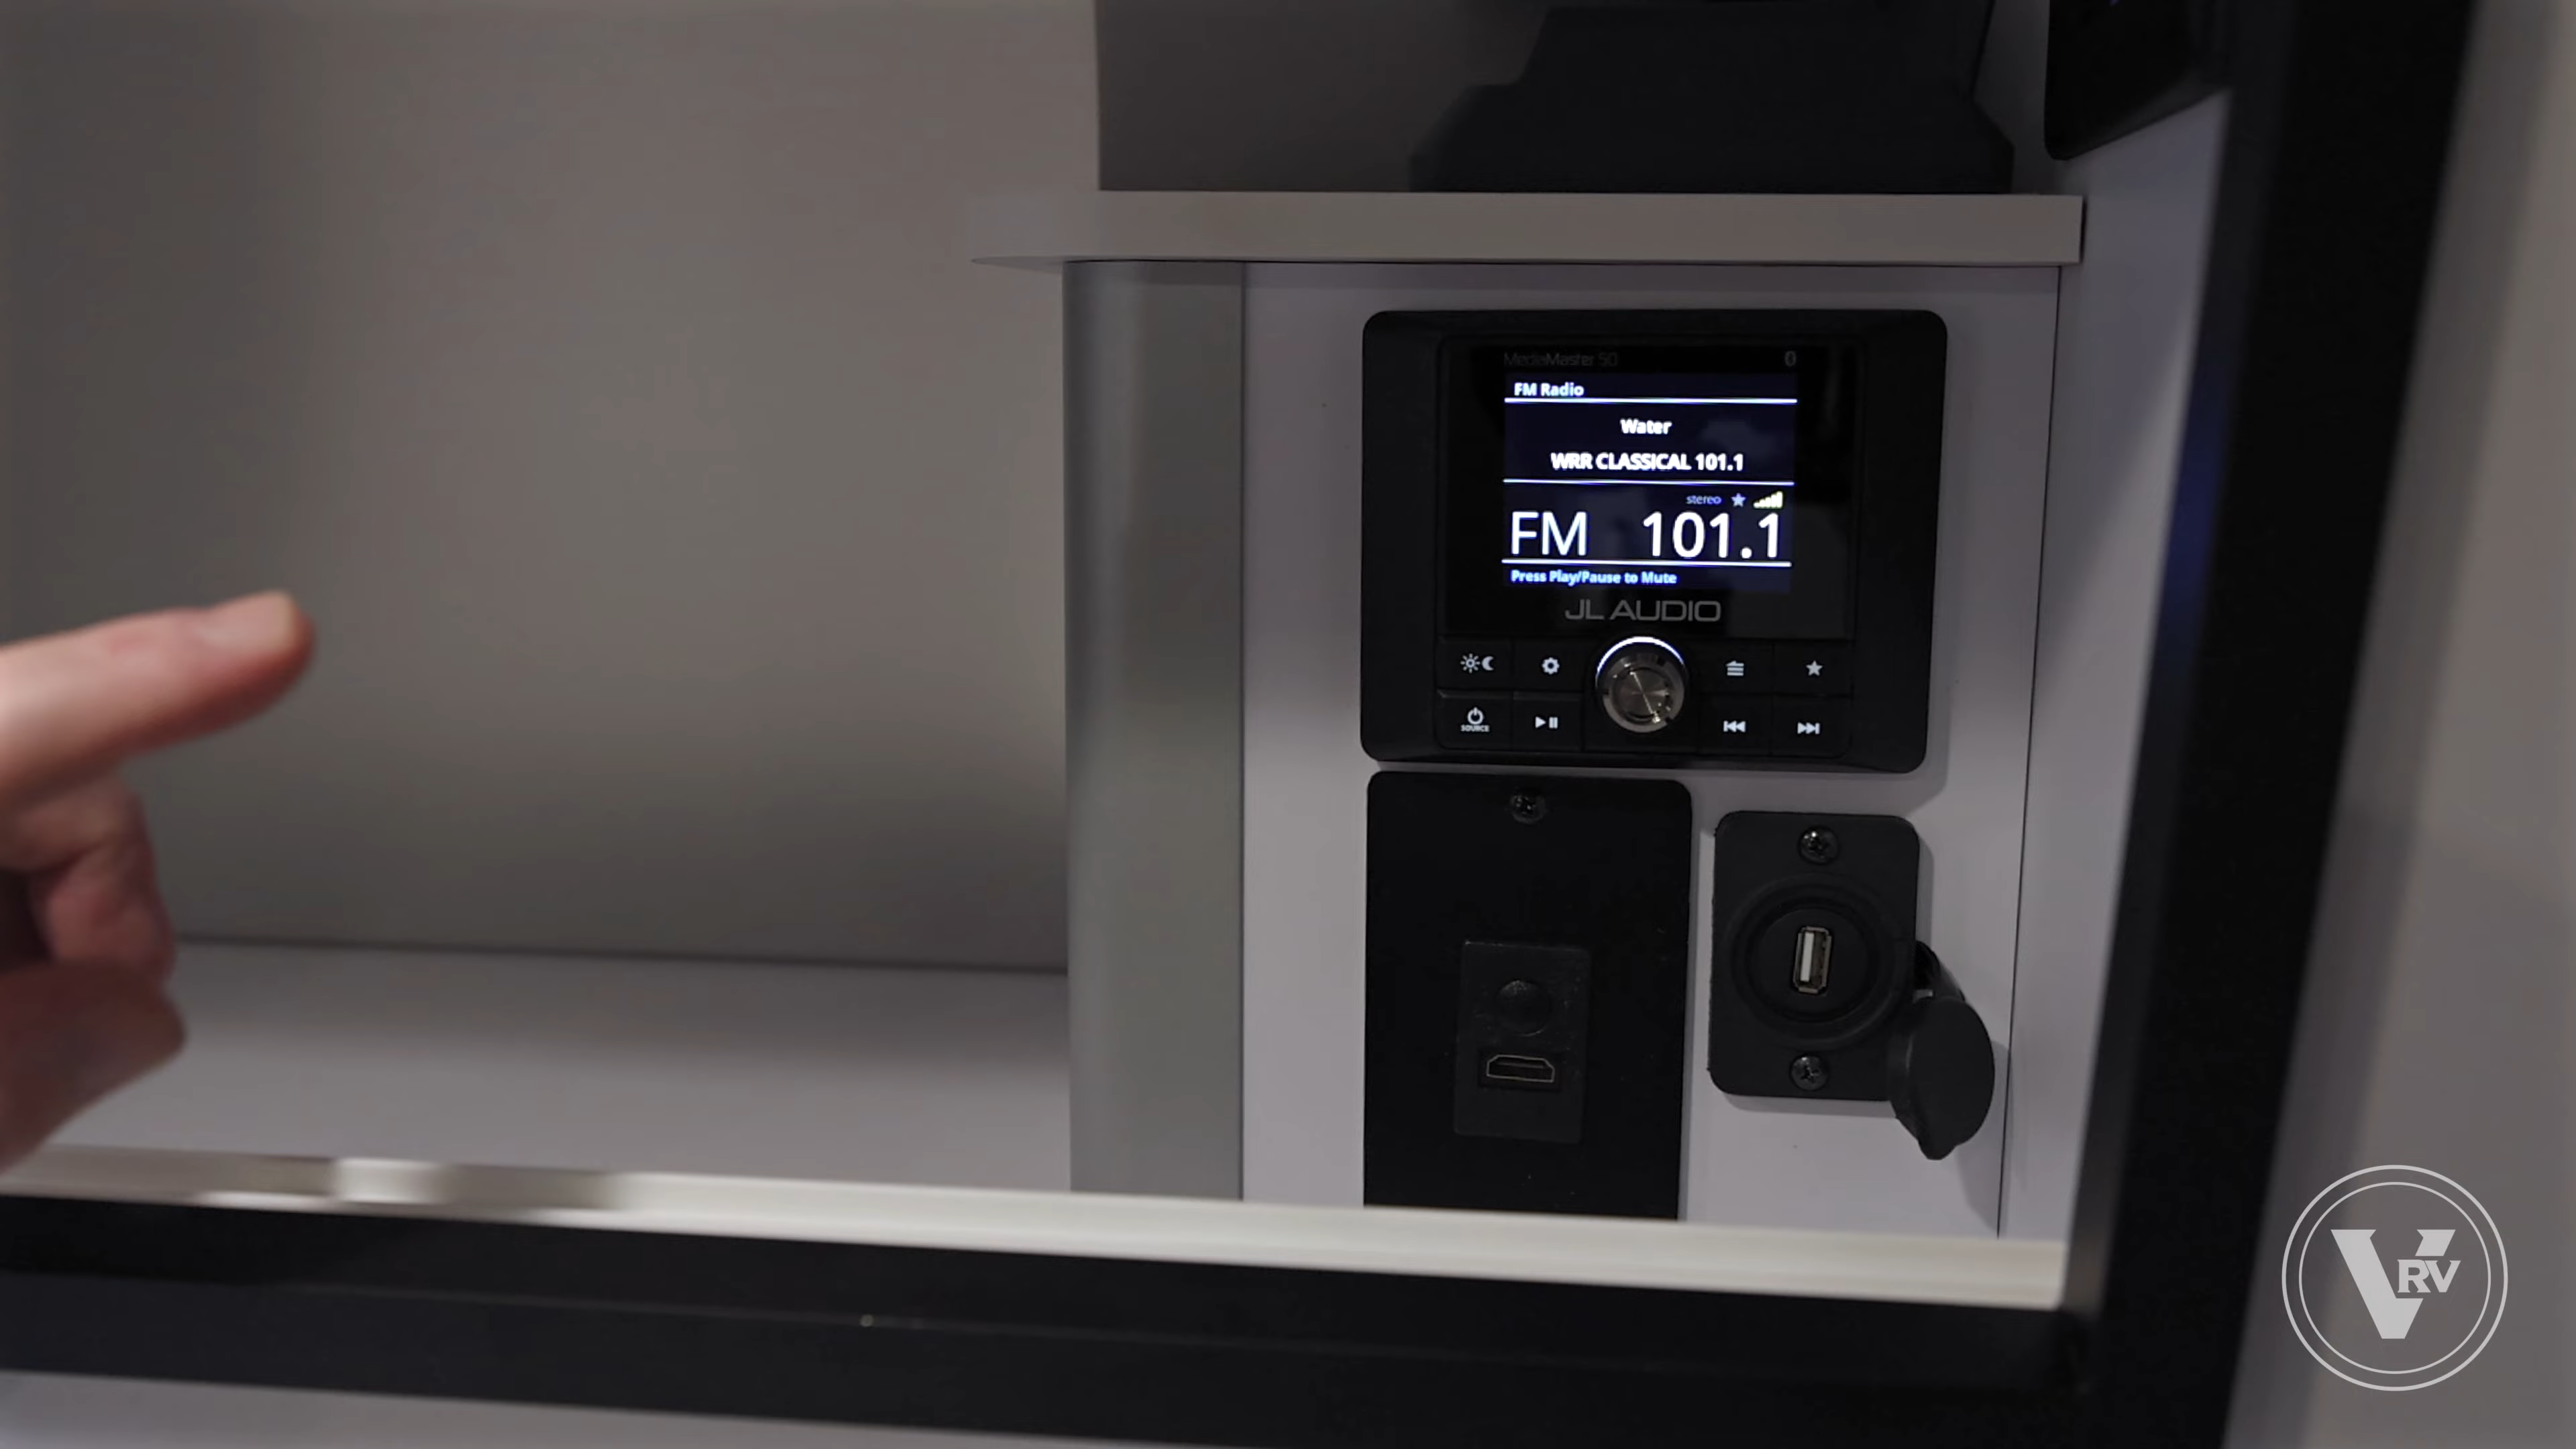 MediaMaster 50
FM Radio
Water
WRR CLASSICAL 101.1
stereo
FM 101.1
Press Play/Pause to Mute
JL AUDIO
SOURCE
VRV